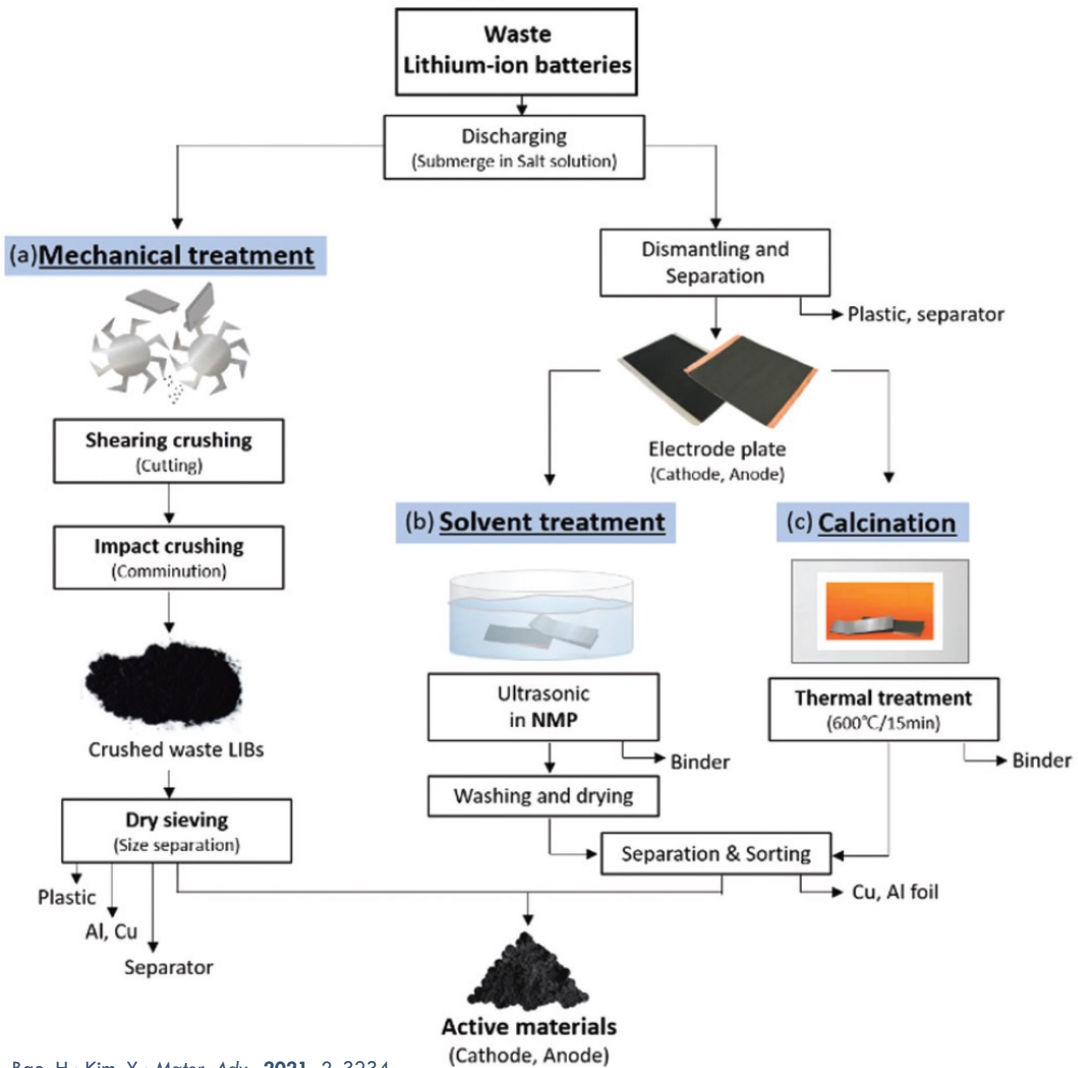 Waste
Lithium-ion batteries
Discharging
(Submerge in Salt solution)
(a)Mechanical treatment
Shearing crushing
(Cutting)
Impact crushing
(Comminution)
Crushed waste LIBs
Dry sieving
(Size separation)
Plastic
Al, Cu
Separator
Dismantling and
Separation
Plastic, separator
Electrode plate
(Cathode, Anode)
(b) Solvent treatment
Ultrasonic
in NMP
Binder
Washing and drying
(c) Calcination
Thermal treatment
(600℃/15min)
Binder
Separation & Sorting
Cu, Al foil
Active materials
(Cathode, Anode)
Bae, H.; Kim, Y.; Mater. Adv. 2021, 2, 3234